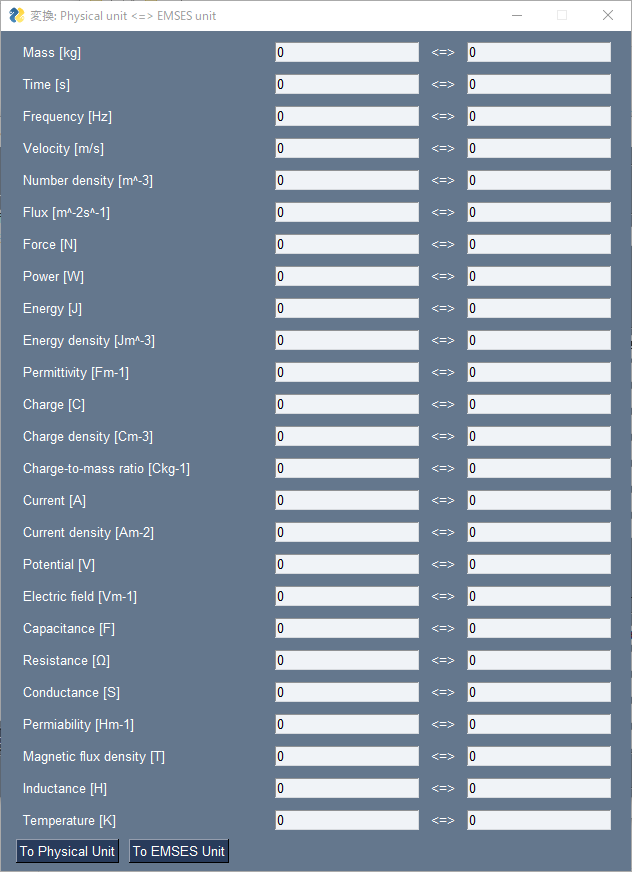 変換: Physical unit <=> EMSES unit
Mass [kg] 0 <=> 0
Time [s] 0 <=> 0
Frequency [Hz] 0 <=> 0
Velocity [m/s] 0 <=> 0
Number density [m^-3] 0 <=> 0
Flux [m^-2s^-1] 0 <=> 0
Force [N] 0 <=> 0
Power [W] 0 <=> 0
Energy [J] 0 <=> 0
Energy density [Jm^-3] 0 <=> 0
Permittivity [Fm-1] 0 <=> 0
Charge [C] 0 <=> 0
Charge density [Cm-3] 0 <=> 0
Charge-to-mass ratio [Ckg-1] 0 <=> 0
Current [A] 0 <=> 0
Current density [Am-2] 0 <=> 0
Potential [V] 0 <=> 0
Electric field [Vm-1] 0 <=> 0
Capacitance [F] 0 <=> 0
Resistance [Ω] 0 <=> 0
Conductance [S] 0 <=> 0
Permiability [Hm-1] 0 <=> 0
Magnetic flux density [T] 0 <=> 0
Inductance [H] 0 <=> 0
Temperature [K] 0 <=> 0
To Physical Unit To EMSES Unit